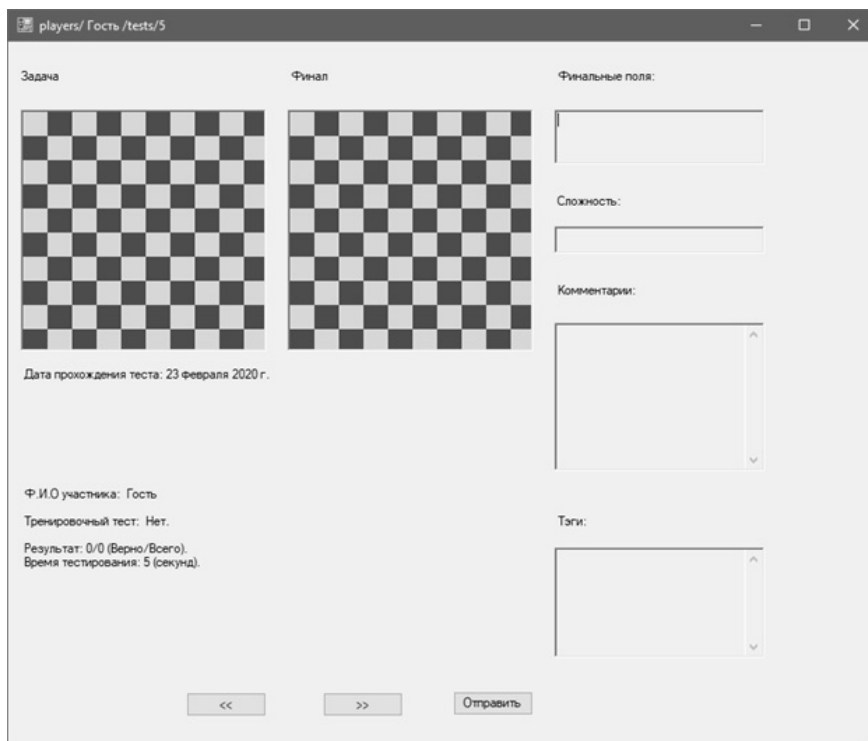 players/ Гость /tests/5
Задача
Финал
Финальные поля:
Сложность:
Комментарии:
Дата прохождения теста: 23 февраля 2020 г.
Ф.И.О участника: Гость
Тренировочный тест: Нет.
Тэги:
Результат: 0/0 (Верно/Всего).
Время тестирования: 5 (секунд).
<<
>>
Отправить